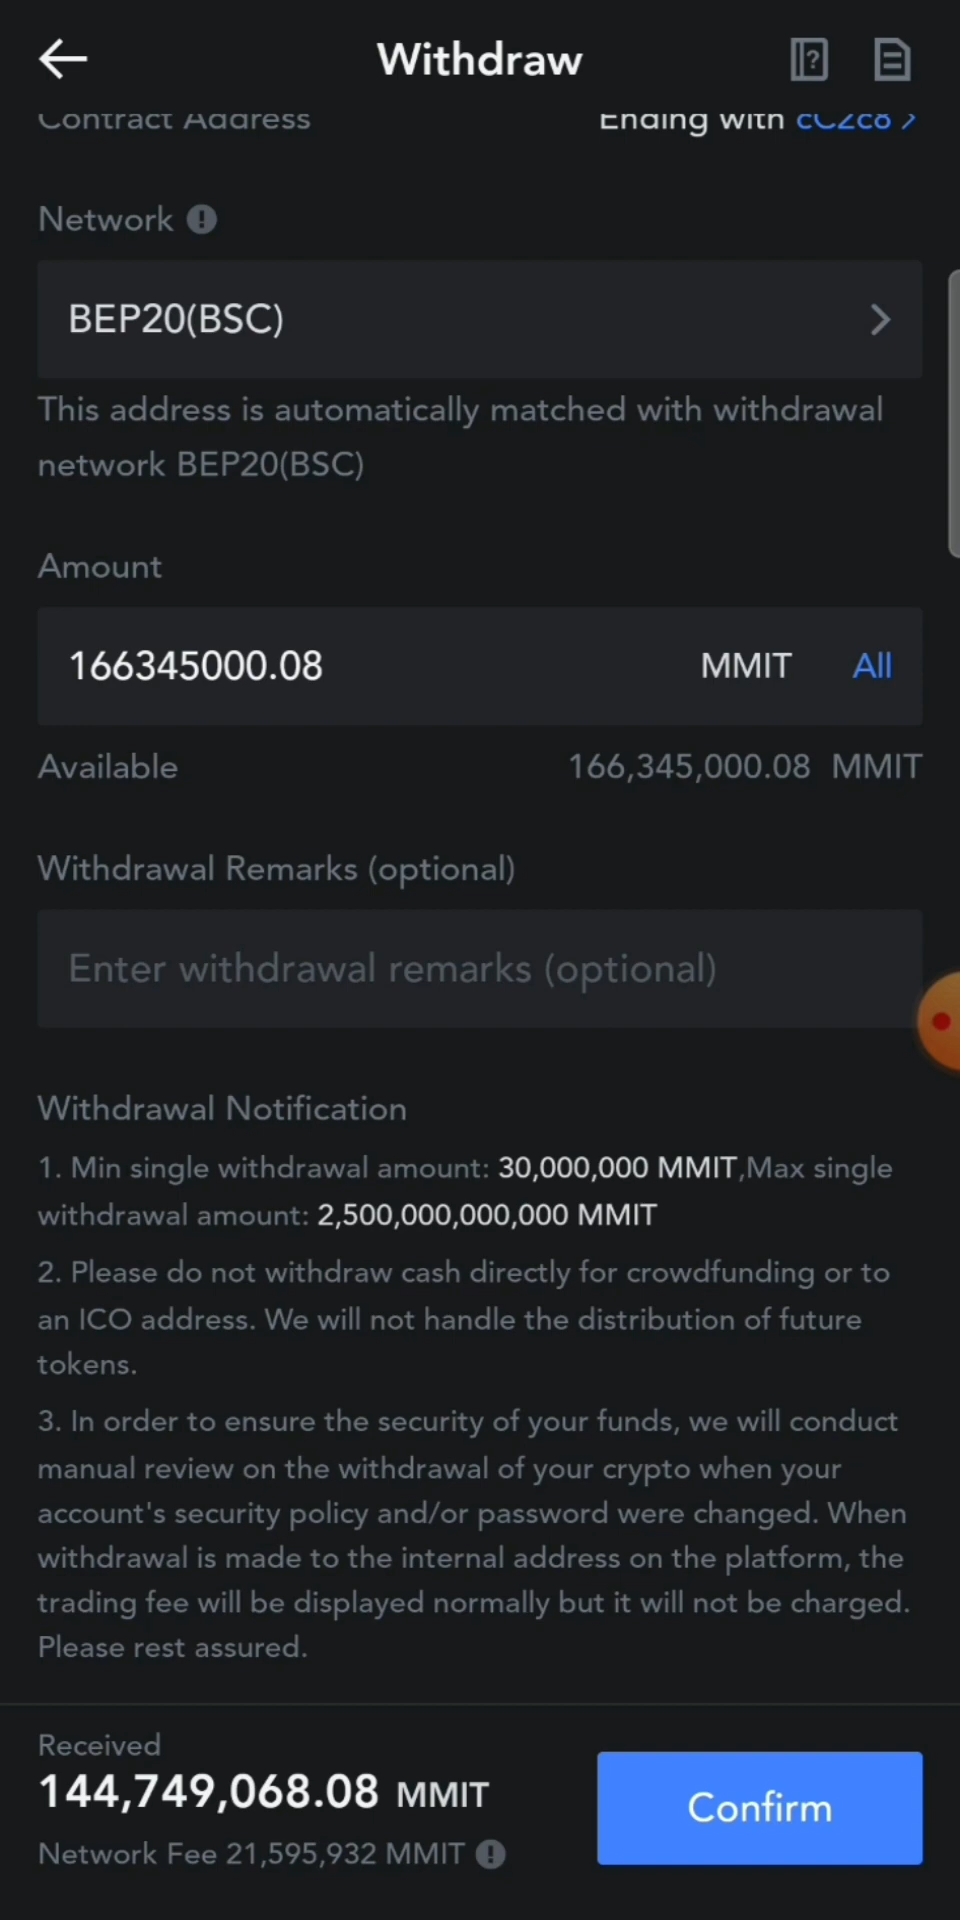 Withdraw
Contract Address Ending with cC2c8
Network
BEP20(BSC)
This address is automatically matched with withdrawal
network BEP20(BSC)
Amount
166345000.08 MMIT All
Available 166,345,000.08 MMIT
Withdrawal Remarks (optional)
Enter withdrawal remarks (optional)
Withdrawal Notification
1. Min single withdrawal amount: 30,000,000 MMIT,Max single
withdrawal amount: 2,500,000,000,000 MMIT
2. Please do not withdraw cash directly for crowdfunding or to
an ICO address. We will not handle the distribution of future
tokens.
3. In order to ensure the security of your funds, we will conduct
manual review on the withdrawal of your crypto when your
account's security policy and/or password were changed. When
withdrawal is made to the internal address on the platform, the
trading fee will be displayed normally but it will not be charged.
Please rest assured.
Received
144,749,068.08 MMIT
Confirm
Network Fee 21,595,932 MMIT